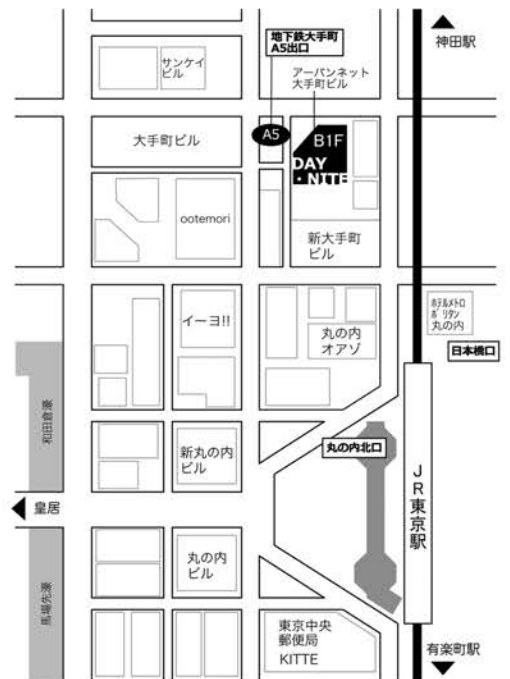 地下鉄大手町
A5出口
神田駅
サンケイ
ビル
アーバンネット
大手町ビル
大手町ビル
A5
B1F
DAY
・NITE
ootemori
新大手町
ビル
イーヨ!!
丸の内
オアゾ
ホテルメトロ
ポリタン
丸の内
日本橋口
和田倉濠
新丸の内
ビル
丸の内北口
JR東京駅
皇居
丸の内
ビル
馬場先濠
東京中央
郵便局
KITTE
有楽町駅